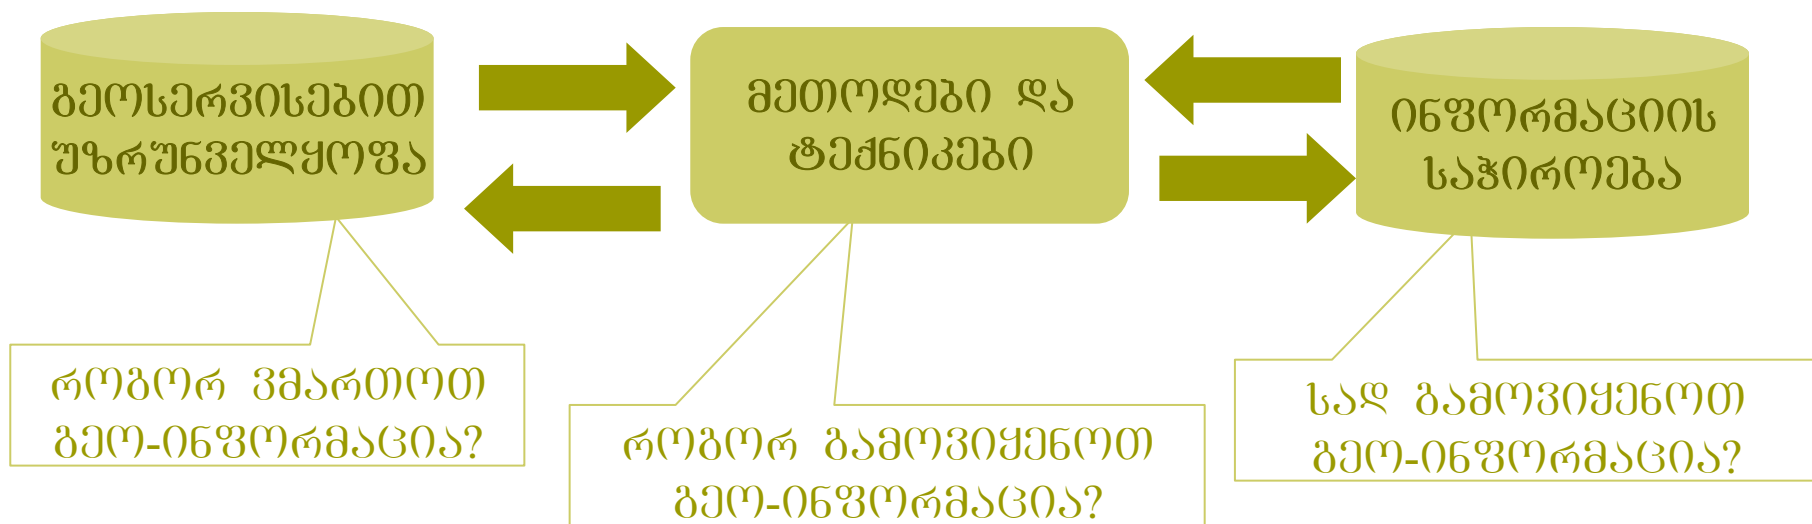 გეოსერვისებით
უზრუნველყოფა
მეთოდები და
ტექნიკები
ინფორმაციის
საჭიროება
როგორ ვმართოთ
გეო-ინფორმაცია?
როგორ გამოვიყენოთ
გეო-ინფორმაცია?
სად გამოვიყენოთ
გეო-ინფორმაცია?